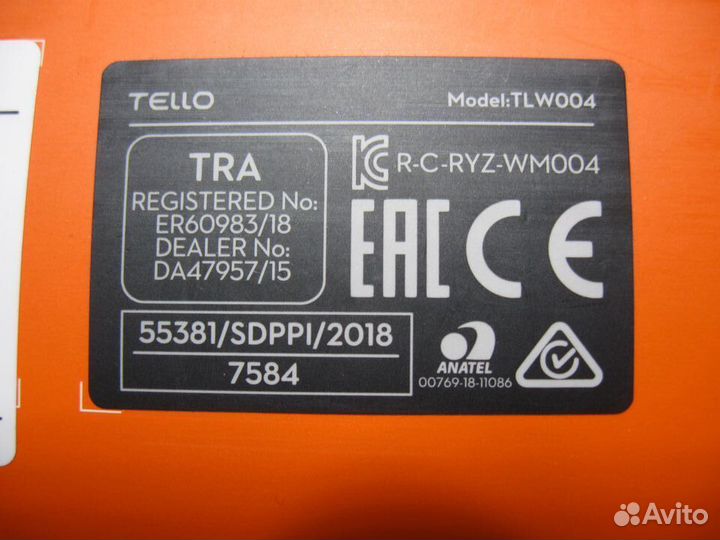 TELLO
Model:TLW004
TRA
REGISTERED No:
ER60983/18
DEALER No:
DA47957/15
KC R-C-RYZ-WM004
EAC CE
55381/SDPPI/2018
7584
ANATEL
00769-18-11086
Avito